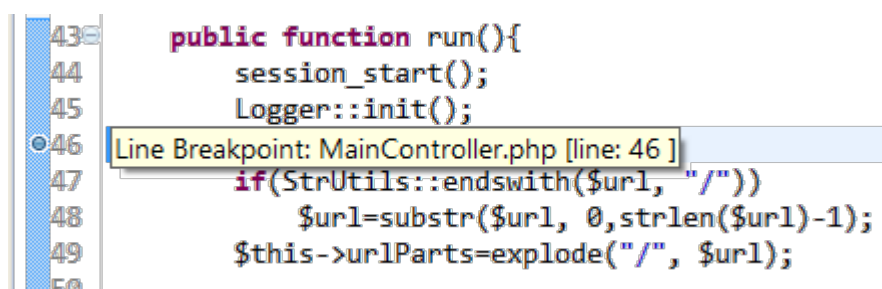 43 public function run(){
44 session_start();
45 Logger::init();
46 Line Breakpoint: MainController.php [line: 46 ]
47 if(StrUtils::endswith($url, "/"))
48 $url=substr($url, 0,strlen($url)-1);
49 $this->urlParts=explode("/", $url);
50